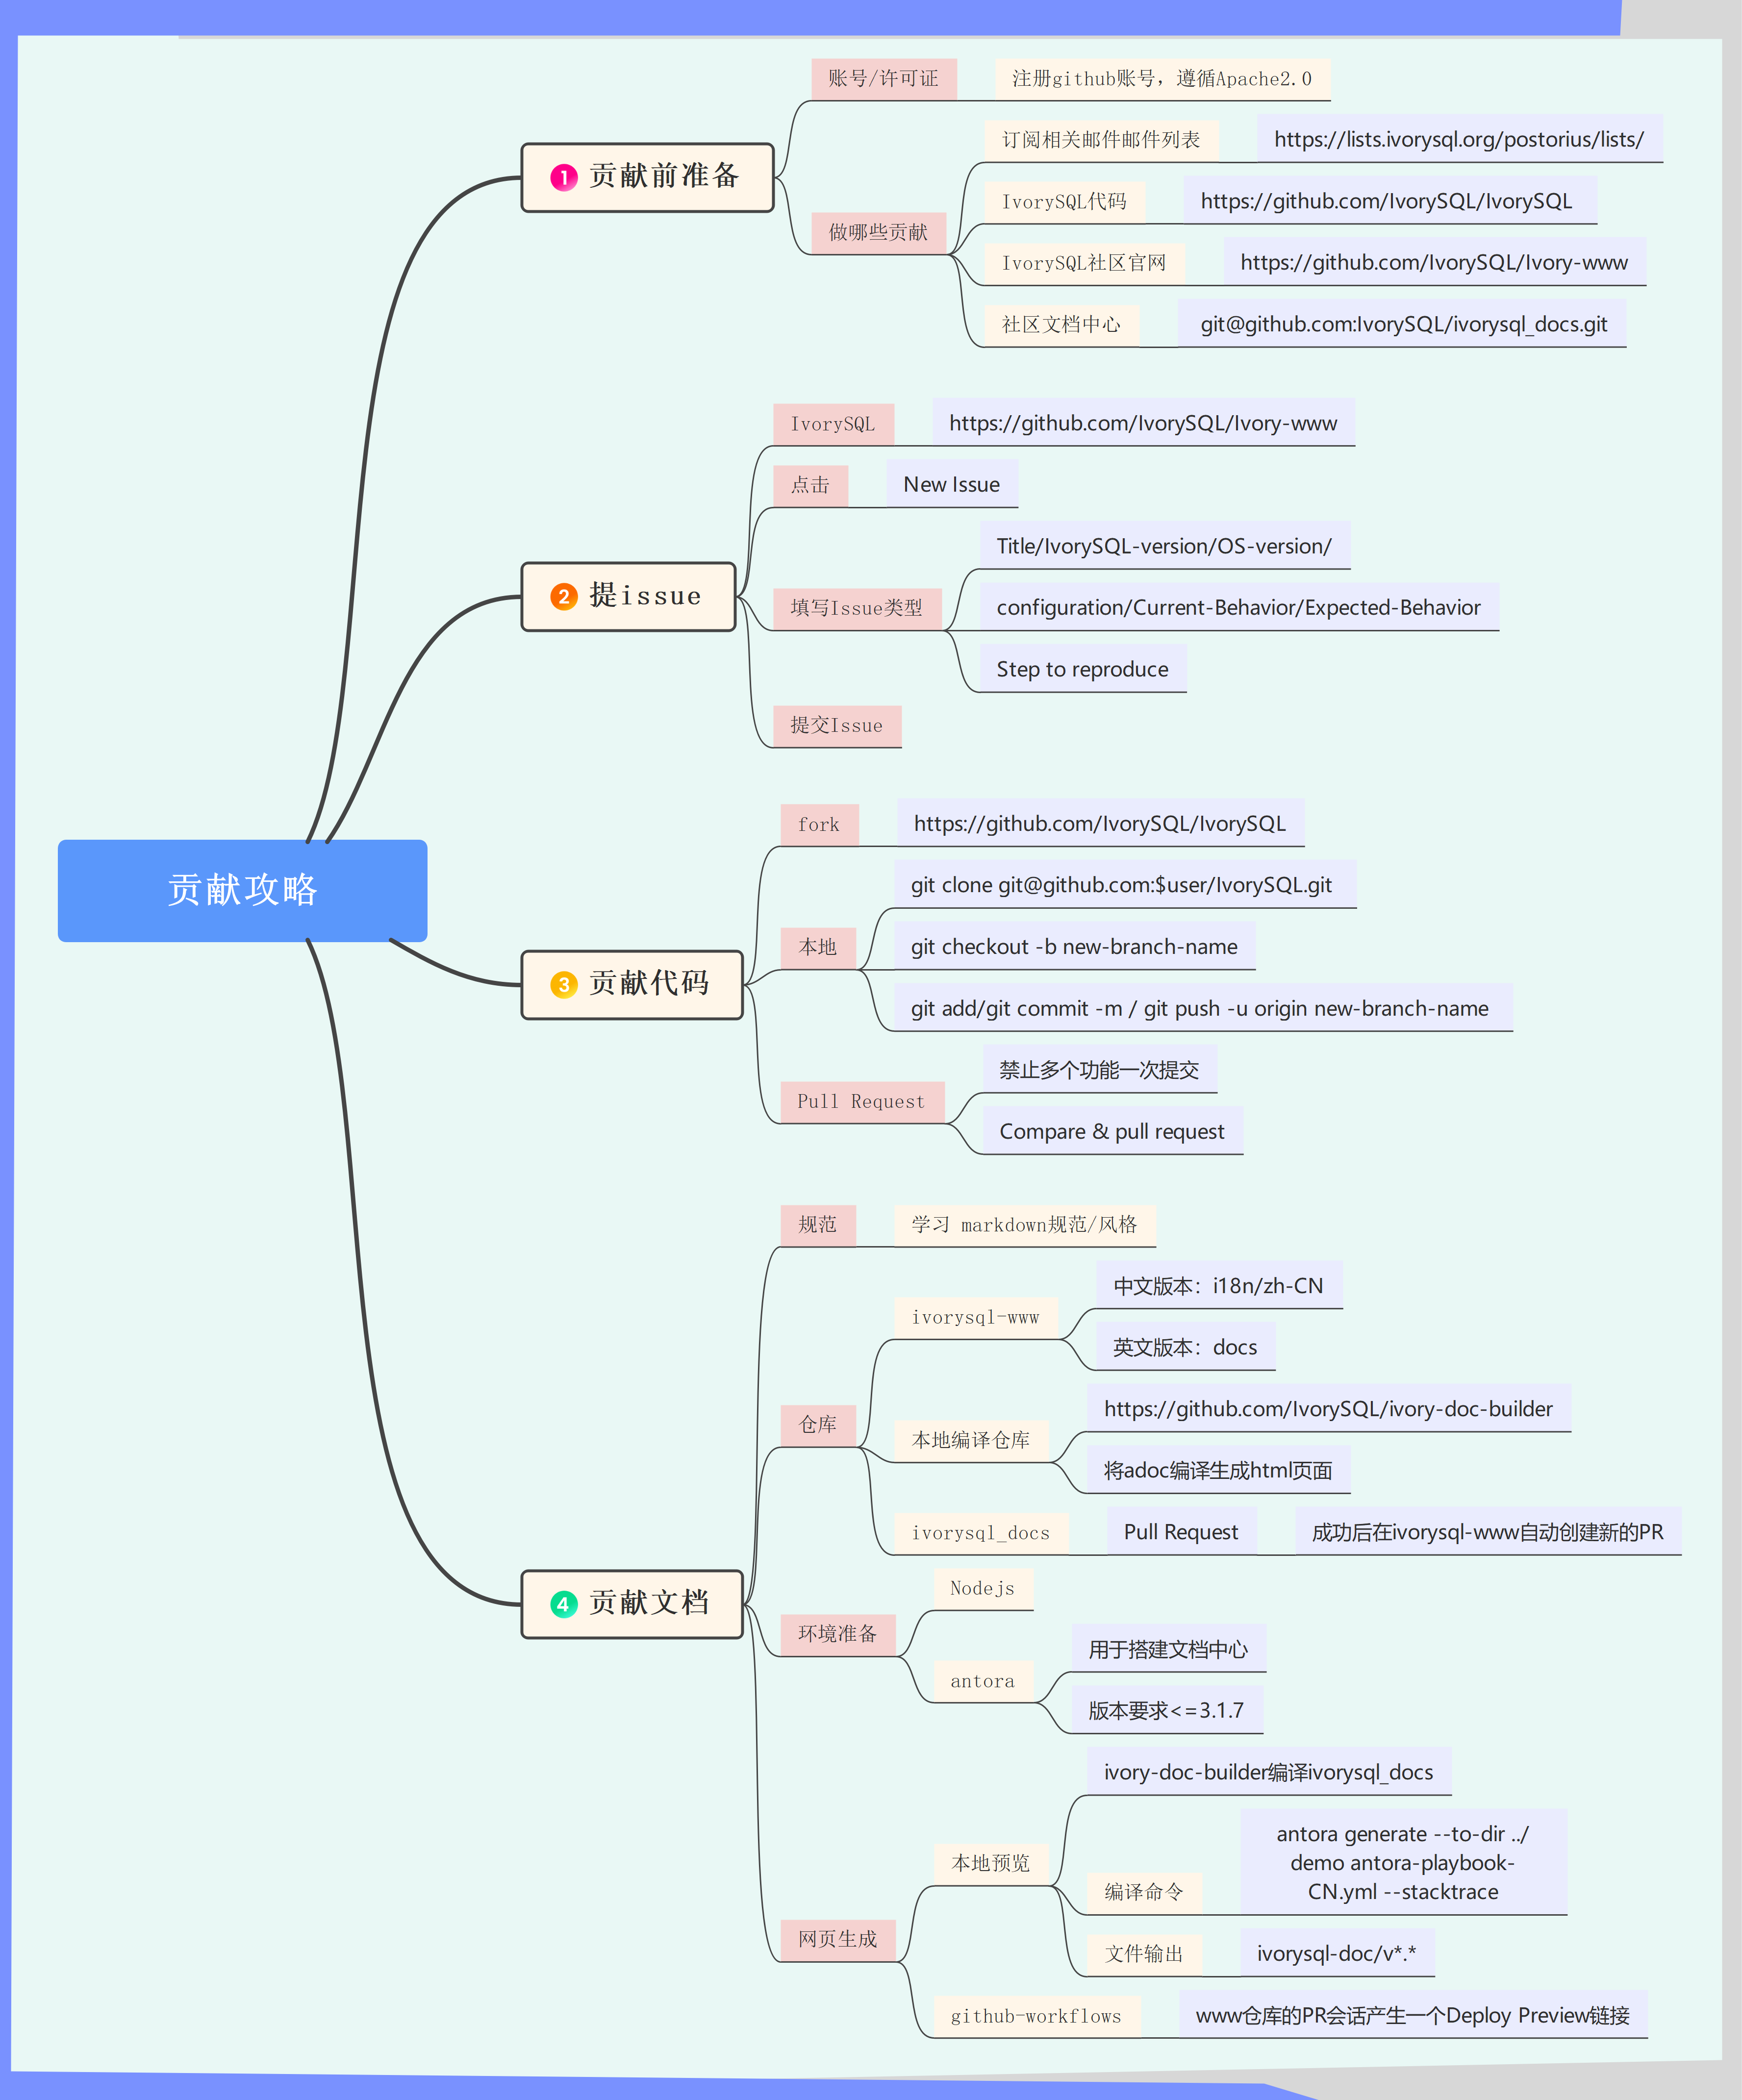 贡献攻略
1 贡献前准备
账号/许可证
注册github账号，遵循Apache2.0
做哪些贡献
订阅相关邮件邮件列表
https://lists.ivorysql.org/postorius/lists/
IvorySQL代码
https://github.com/IvorySQL/IvorySQL
IvorySQL社区官网
https://github.com/IvorySQL/Ivory-www
社区文档中心
git@github.com:IvorySQL/ivorysql_docs.git
2 提issue
IvorySQL
https://github.com/IvorySQL/Ivory-www
点击
New Issue
填写Issue类型
Title/IvorySQL-version/OS-version/
configuration/Current-Behavior/Expected-Behavior
Step to reproduce
提交Issue
3 贡献代码
fork
https://github.com/IvorySQL/IvorySQL
本地
git clone git@github.com:$user/IvorySQL.git
git checkout -b new-branch-name
git add/git commit -m / git push -u origin new-branch-name
Pull Request
禁止多个功能一次提交
Compare & pull request
4 贡献文档
规范
学习 markdown规范/风格
仓库
ivorysql-www
中文版本：i18n/zh-CN
英文版本：docs
本地编译仓库
https://github.com/IvorySQL/ivory-doc-builder
将adoc编译生成html页面
ivorysql_docs
Pull Request
成功后在ivorysql-www自动创建新的PR
环境准备
Nodejs
antora
用于搭建文档中心
版本要求<=3.1.7
网页生成
本地预览
ivory-doc-builder编译ivorysql_docs
编译命令
antora generate --to-dir ../
demo antora-playbook-
CN.yml --stacktrace
文件输出
ivorysql-doc/v*.*
github-workflows
www仓库的PR会话产生一个Deploy Preview链接